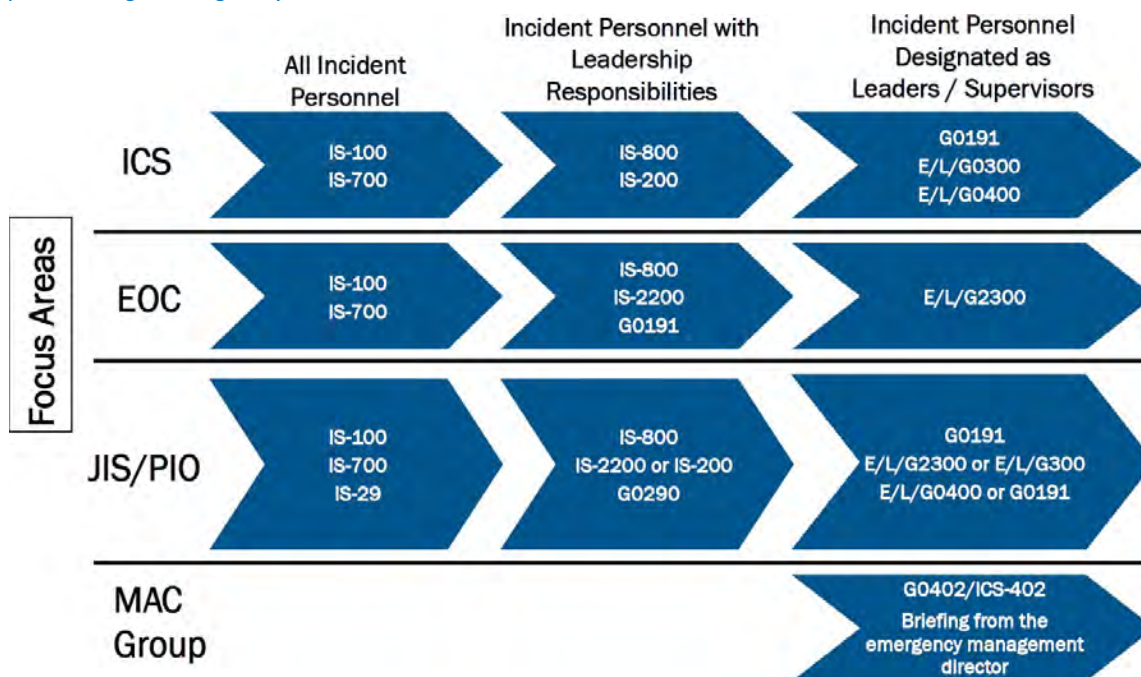 Incident Personnel with
Leadership
Responsibilities
Incident Personnel
Designated as
Leaders / Supervisors
All Incident
Personnel
Focus Areas
ICS
IS-100
IS-700
IS-800
IS-200
G0191
E/L/G0300
E/L/G0400
EOC
IS-100
IS-700
IS-800
IS-2200
G0191
E/L/G2300
JIS/PIO
IS-100
IS-700
IS-29
IS-800
IS-2200 or IS-200
G0290
G0191
E/L/G2300 or E/L/G300
E/L/G0400 or G0191
MAC
Group
G0402/ICS-402
Briefing from the
emergency management
director